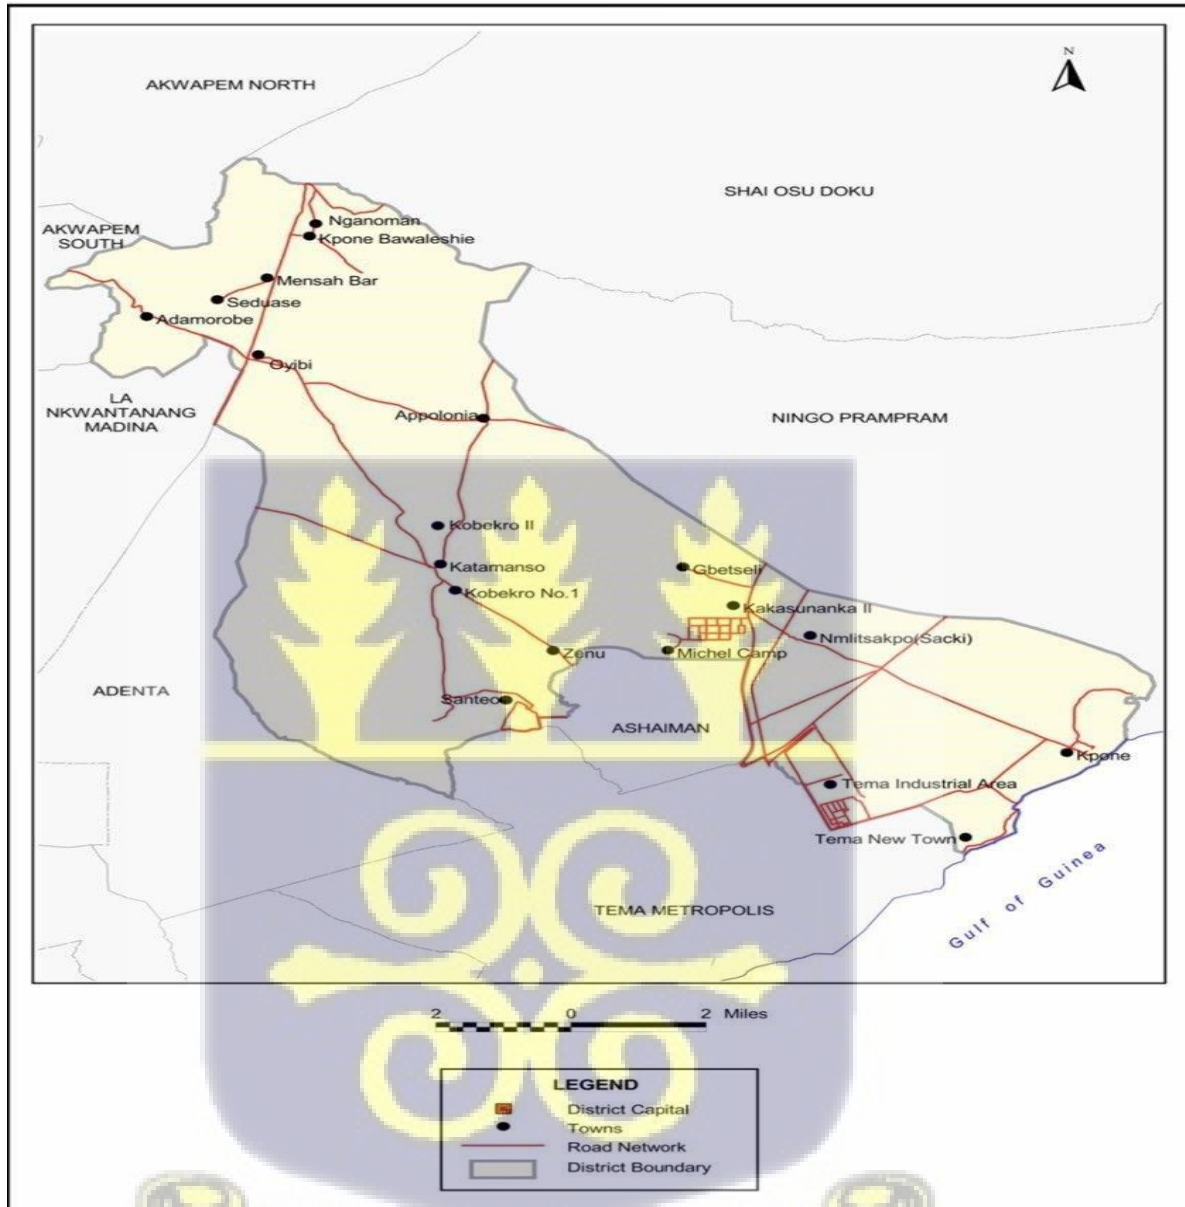 N
AKWAPEM NORTH
SHAI OSU DOKU
AKWAPEM
SOUTH
Nganoman
Kpone Bawaleshie
Mensah Bar
Seduase
Adamorobe
Oyibi
LA
NKWANTANANG
MADINA
Appolonia
NINGO PRAMPRAM
Kobekro II
Katamanso
Gbetseli
Kobekro No.1
Kakasunanka II
Nmlitsakpo(Sacki)
Zenu
Michel Camp
ADENTA
Santeo
ASHAIMAN
Kpone
Tema Industrial Area
Tema New Town
Gulf of Guinea
TEMA METROPOLIS
2 0 2 Miles
LEGEND
District Capital
Towns
Road Network
District Boundary